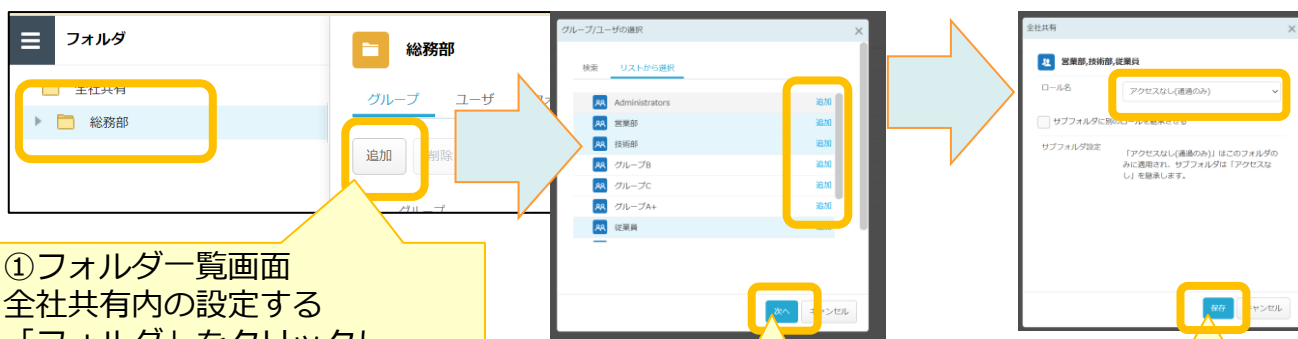 フォルダ
全社共有
総務部
総務部
グループ
ユーザ
追加
削除
グループ
グループ/ユーザの選択
検索
リストから選択
Administrators
追加
営業部
追加
技術部
追加
グループB
追加
グループC
追加
グループA+
追加
従業員
次へ
キャンセル
全社共有
営業部,技術部,従業員
ロール名
アクセスなし(通過のみ)
サブフォルダに別のロールを継承させる
サブフォルダ設定
「アクセスなし(通過のみ)」はこのフォルダの
みに適用され、サブフォルダは「アクセスな
し」を継承します。
保存
キャンセル
①フォルダ一覧画面
全社共有内の設定する
「フォルダ」をクリックし